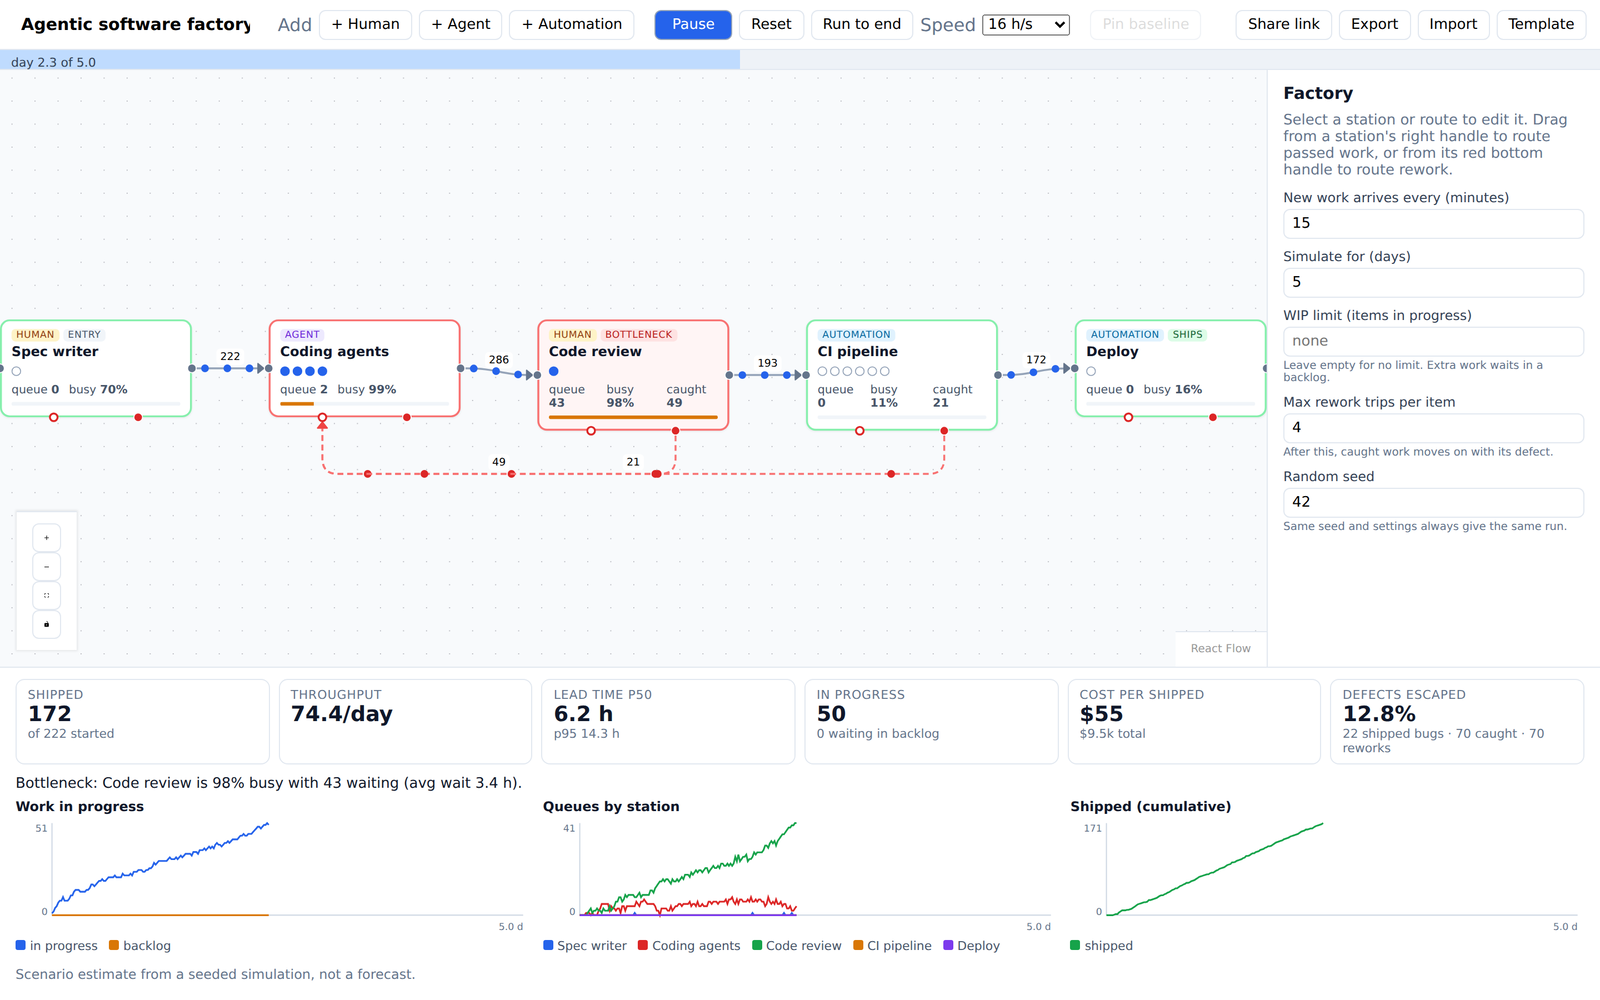 Agentic software factory
Add
+ Human
+ Agent
+ Automation
Pause
Reset
Run to end
Speed
16 h/s
Pin baseline
Share link
Export
Import
Template
day 2.3 of 5.0
HUMAN ENTRY
Spec writer
queue 0 busy 70%
222
AGENT
Coding agents
queue 2 busy 99%
286
HUMAN BOTTLENECK
Code review
queue busy caught
43 98% 49
193
AUTOMATION
CI pipeline
queue busy caught
0 11% 21
172
AUTOMATION SHIPS
Deploy
queue 0 busy 16%
49
21
+
−
React Flow
Factory
Select a station or route to edit it. Drag
from a station's right handle to route
passed work, or from its red bottom
handle to route rework.
New work arrives every (minutes)
15
Simulate for (days)
5
WIP limit (items in progress)
none
Leave empty for no limit. Extra work waits in a
backlog.
Max rework trips per item
4
After this, caught work moves on with its defect.
Random seed
42
Same seed and settings always give the same run.
SHIPPED
172
of 222 started
THROUGHPUT
74.4/day
LEAD TIME P50
6.2 h
p95 14.3 h
IN PROGRESS
50
0 waiting in backlog
COST PER SHIPPED
$55
$9.5k total
DEFECTS ESCAPED
12.8%
22 shipped bugs · 70 caught · 70
reworks
Bottleneck: Code review is 98% busy with 43 waiting (avg wait 3.4 h).
Work in progress
51
0
5.0 d
in progress backlog
Queues by station
41
0
5.0 d
Spec writer Coding agents Code review CI pipeline Deploy
Shipped (cumulative)
171
0
5.0 d
shipped
Scenario estimate from a seeded simulation, not a forecast.